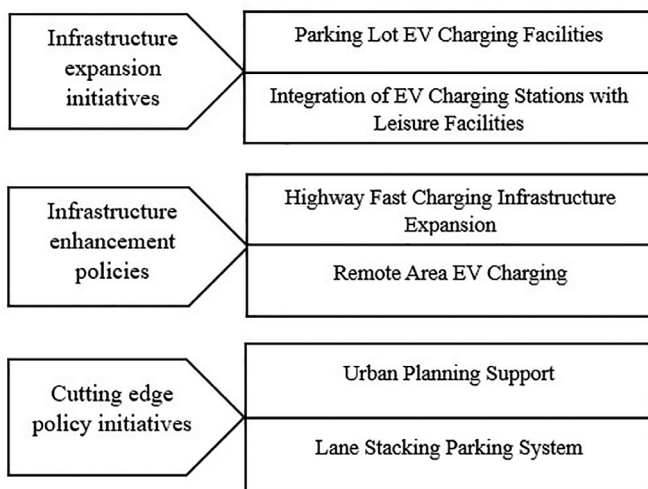 Infrastructure
expansion
initiatives
Parking Lot EV Charging Facilities
Integration of EV Charging Stations with
Leisure Facilities
Infrastructure
enhancement
policies
Highway Fast Charging Infrastructure
Expansion
Remote Area EV Charging
Cutting edge
policy initiatives
Urban Planning Support
Lane Stacking Parking System